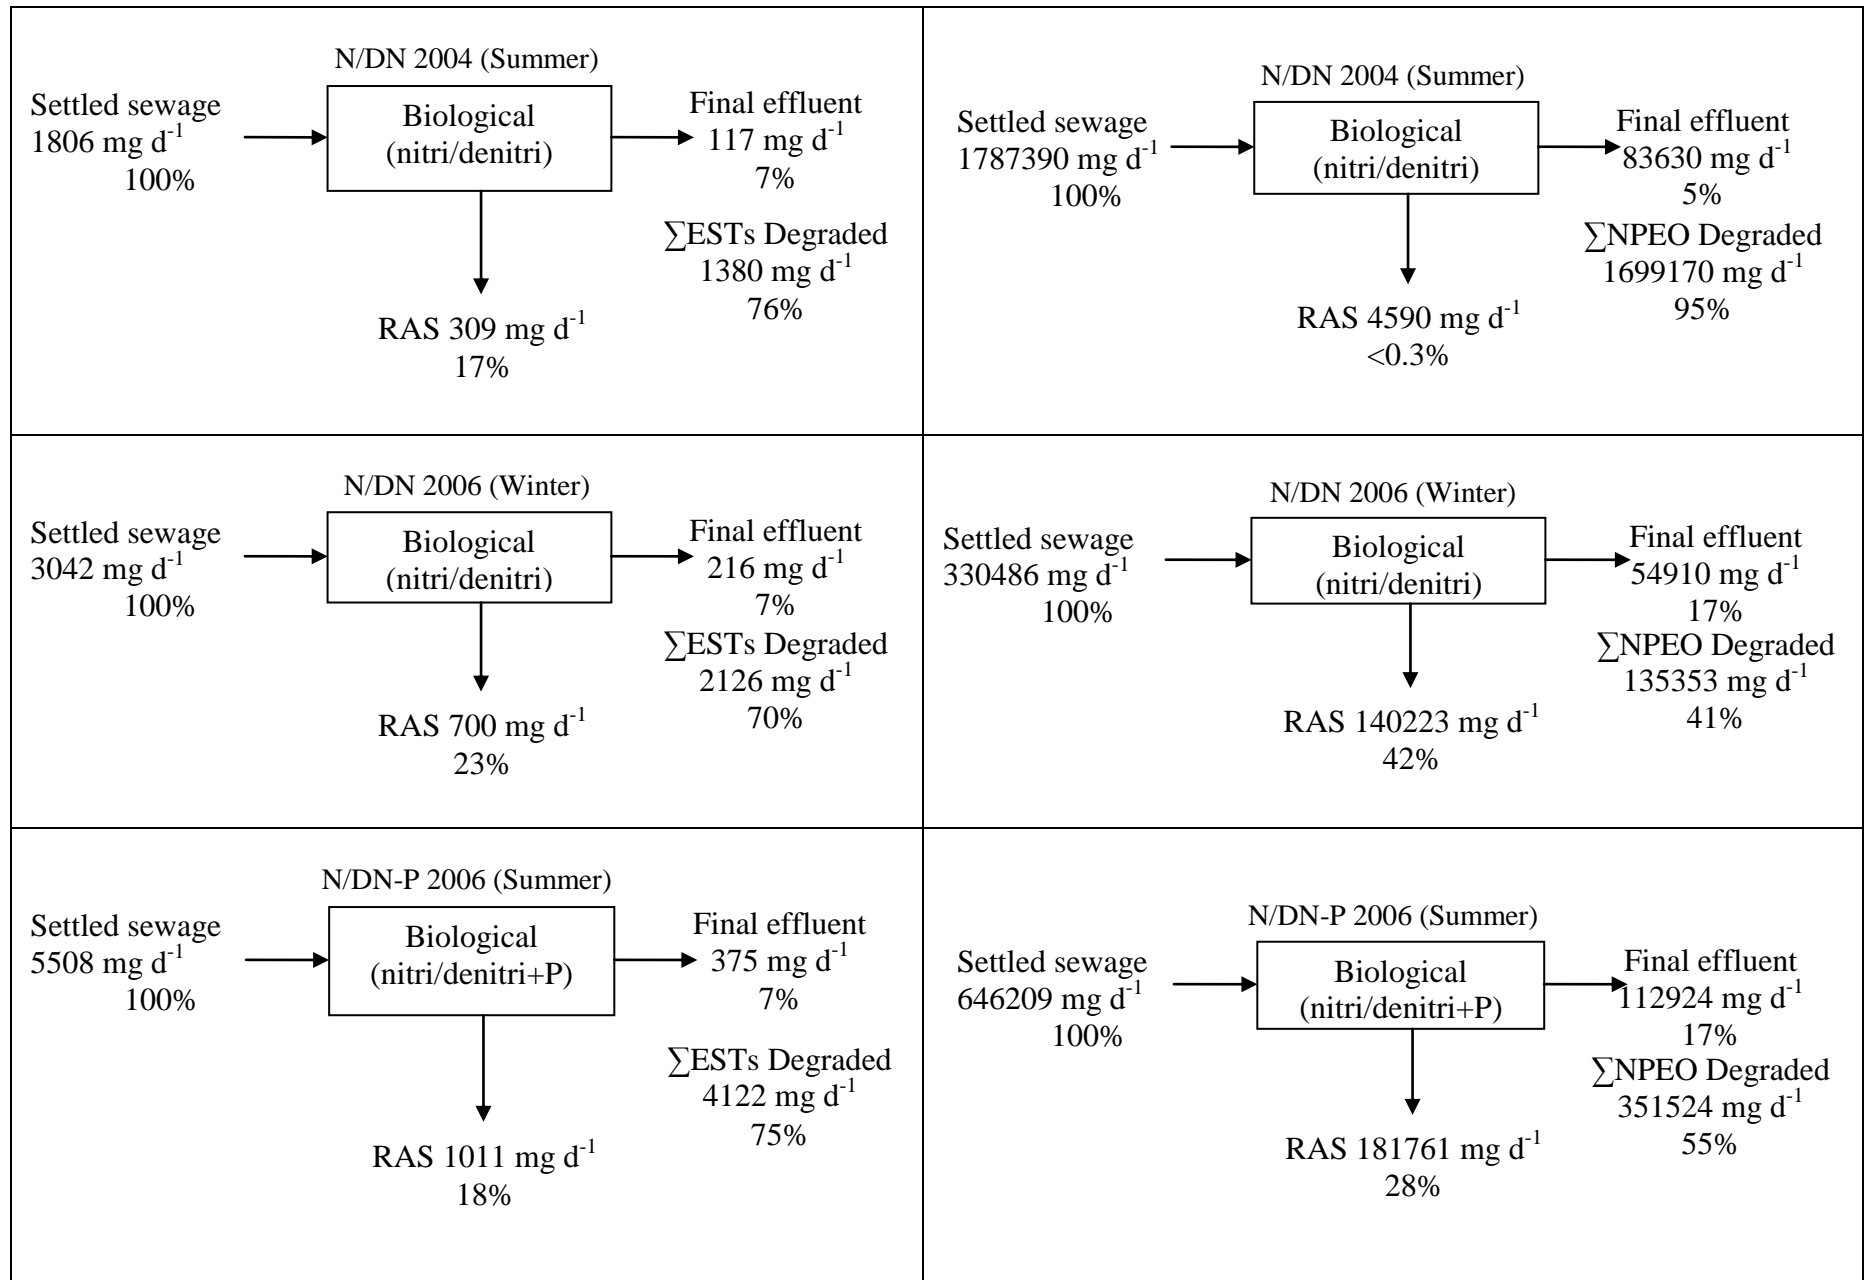 N/DN 2004 (Summer)
Settled sewage
1806 mg d⁻¹
100%
Biological
(nitri/denitri)
Final effluent
117 mg d⁻¹
7%
∑ESTs Degraded
1380 mg d⁻¹
76%
RAS 309 mg d⁻¹
17%
N/DN 2004 (Summer)
Settled sewage
1787390 mg d⁻¹
100%
Biological
(nitri/denitri)
Final effluent
83630 mg d⁻¹
5%
∑NPEO Degraded
1699170 mg d⁻¹
95%
RAS 4590 mg d⁻¹
<0.3%
N/DN 2006 (Winter)
Settled sewage
3042 mg d⁻¹
100%
Biological
(nitri/denitri)
Final effluent
216 mg d⁻¹
7%
∑ESTs Degraded
2126 mg d⁻¹
70%
RAS 700 mg d⁻¹
23%
N/DN 2006 (Winter)
Settled sewage
330486 mg d⁻¹
100%
Biological
(nitri/denitri)
Final effluent
54910 mg d⁻¹
17%
∑NPEO Degraded
135353 mg d⁻¹
41%
RAS 140223 mg d⁻¹
42%
N/DN-P 2006 (Summer)
Settled sewage
5508 mg d⁻¹
100%
Biological
(nitri/denitri+P)
Final effluent
375 mg d⁻¹
7%
∑ESTs Degraded
4122 mg d⁻¹
75%
RAS 1011 mg d⁻¹
18%
N/DN-P 2006 (Summer)
Settled sewage
646209 mg d⁻¹
100%
Biological
(nitri/denitri+P)
Final effluent
112924 mg d⁻¹
17%
∑NPEO Degraded
351524 mg d⁻¹
55%
RAS 181761 mg d⁻¹
28%